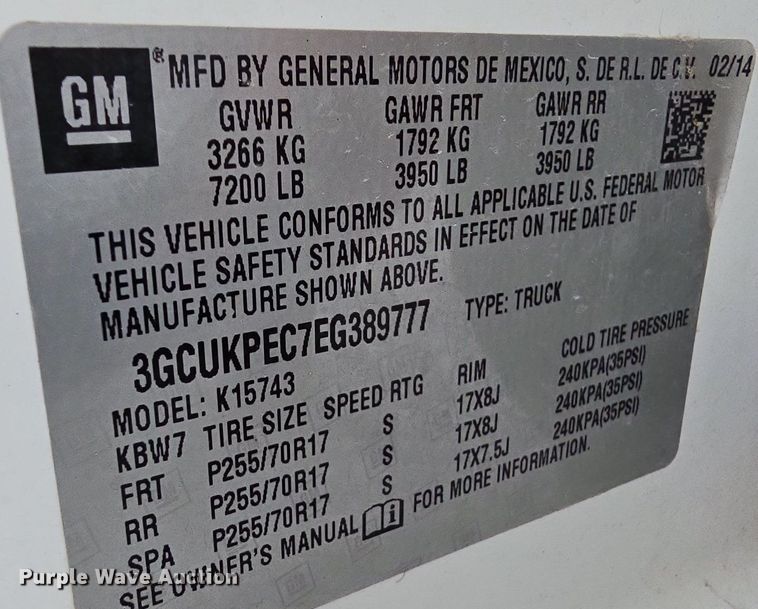 GM
® MFD BY GENERAL MOTORS DE MEXICO, S. DE R.L. DE C.V. 02/14
GVWR GAWR FRT GAWR RR
3266 KG 1792 KG 1792 KG
7200 LB 3950 LB 3950 LB
THIS VEHICLE CONFORMS TO ALL APPLICABLE U.S. FEDERAL MOTOR
VEHICLE SAFETY STANDARDS IN EFFECT ON THE DATE OF
MANUFACTURE SHOWN ABOVE.
3GCUKPEC7EG389777 TYPE: TRUCK
MODEL: K15743
KBW7 TIRE SIZE SPEED RTG RIM COLD TIRE PRESSURE
FRT P255/70R17 S 17X8J 240KPA(35PSI)
RR P255/70R17 S 17X8J 240KPA(35PSI)
SPA P255/70R17 S 17X7.5J 240KPA(35PSI)
SEE OWNER'S MANUAL i FOR MORE INFORMATION.
GM
Purple Wave Auction